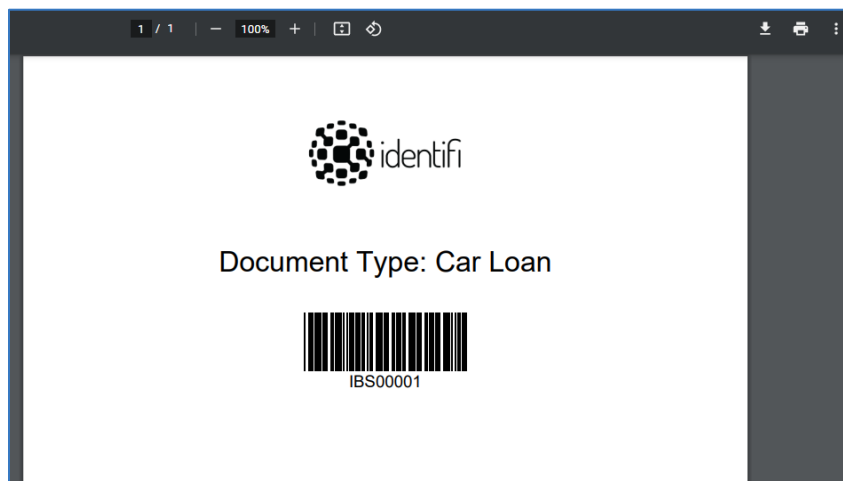 1 / 1 | — 100% + |
identifi
Document Type: Car Loan
IBS00001